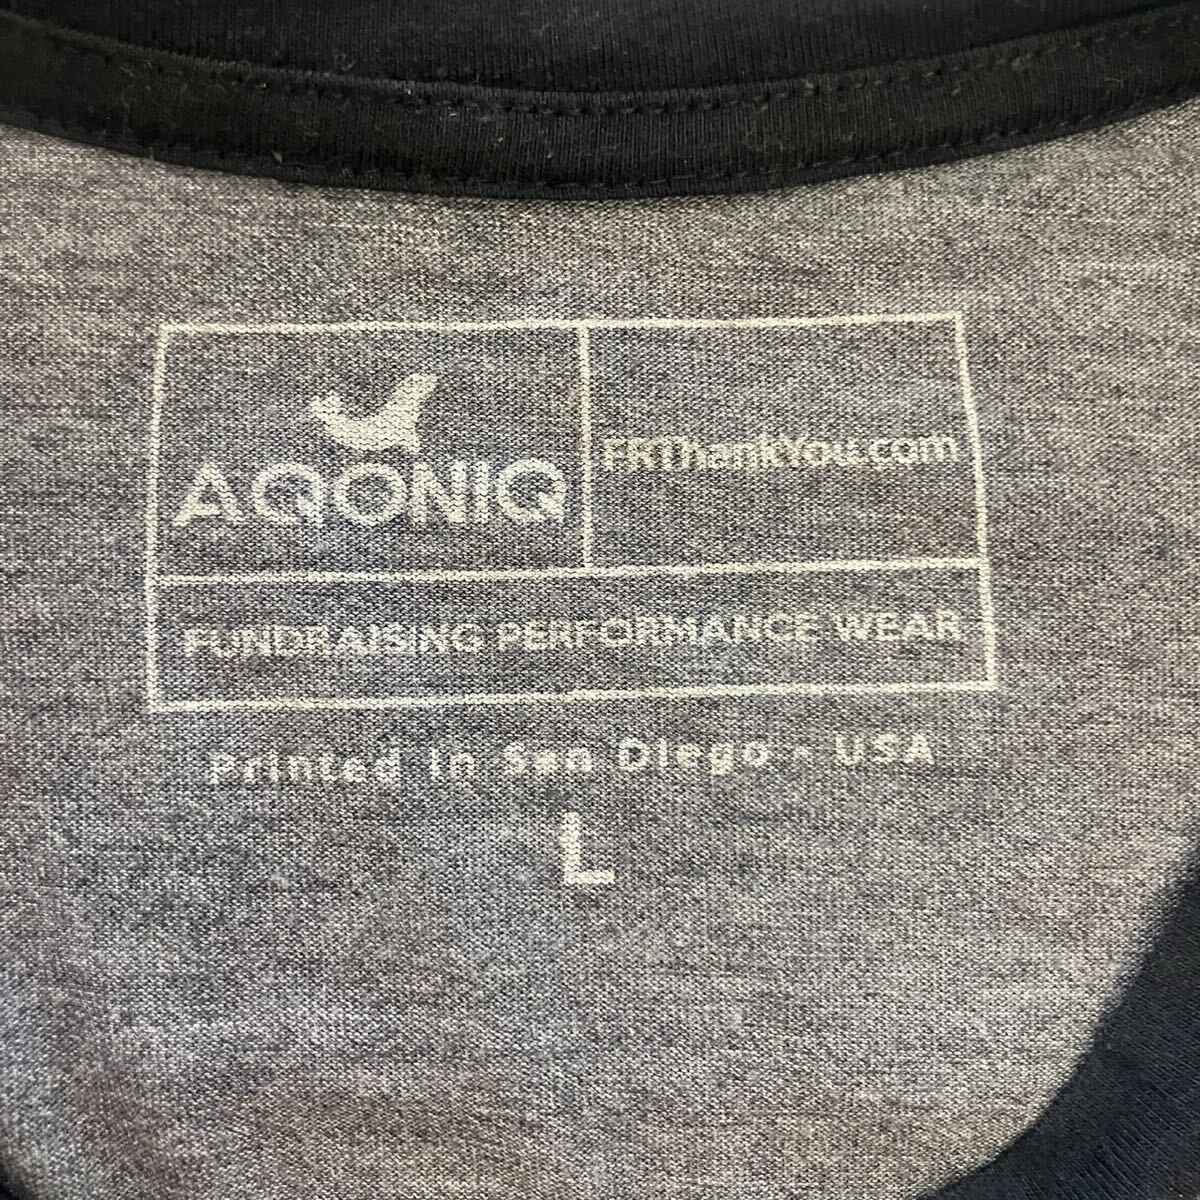 AQONIQ
FRThankYou.com
FUNDRAISING PERFORMANCE WEAR
Printed in San Diego - USA
L